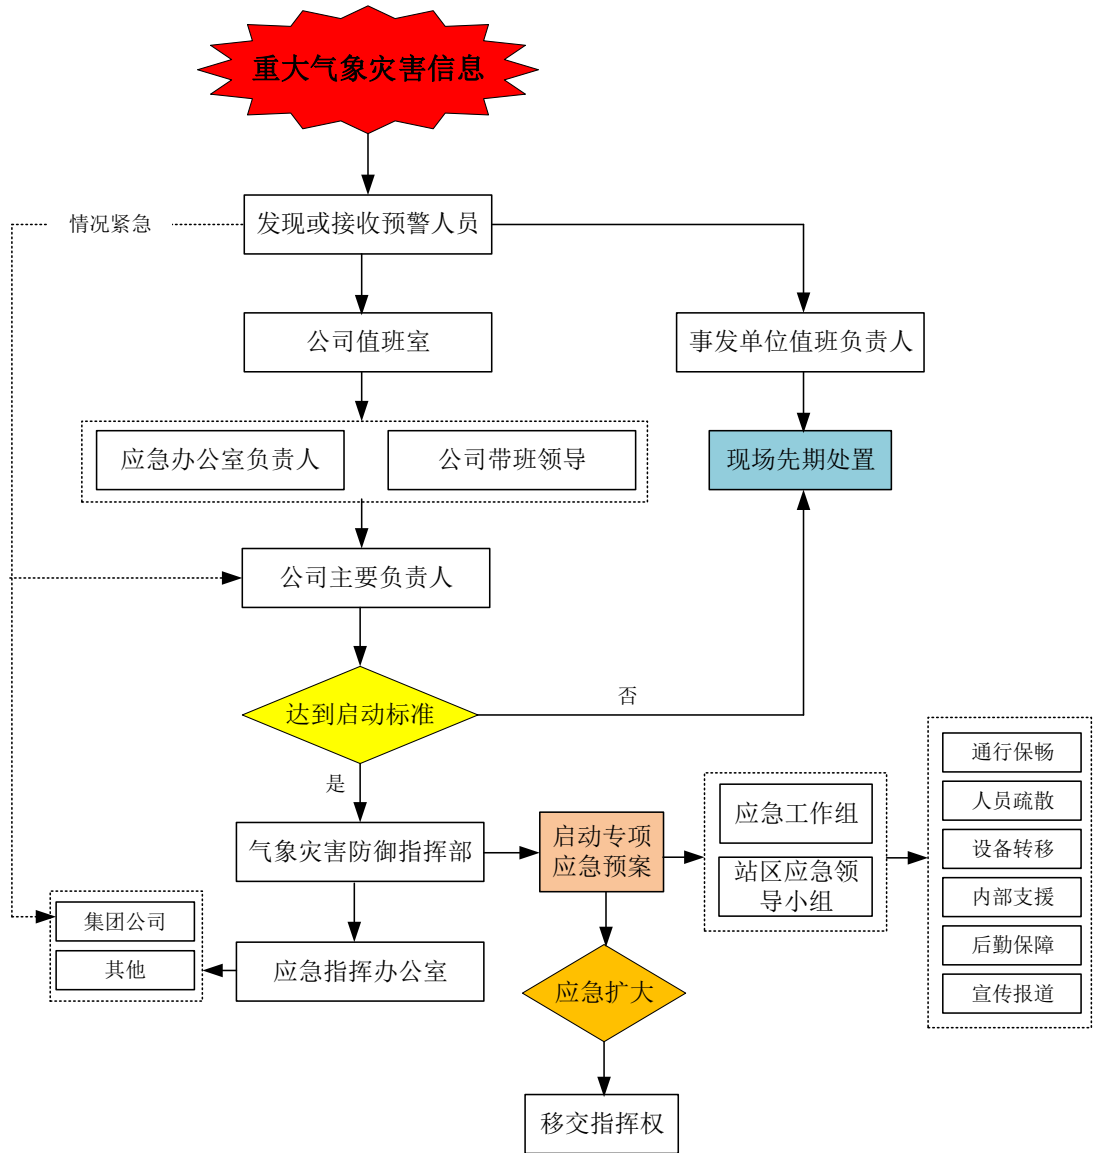 重大气象灾害信息
情况紧急
发现或接收预警人员
公司值班室
事发单位值班负责人
应急办公室负责人
公司带班领导
现场先期处置
公司主要负责人
达到启动标准
否
是
气象灾害防御指挥部
启动专项
应急预案
应急工作组
站区应急领
导小组
通行保畅
人员疏散
设备转移
内部支援
后勤保障
宣传报道
集团公司
其他
应急指挥办公室
应急扩大
移交指挥权